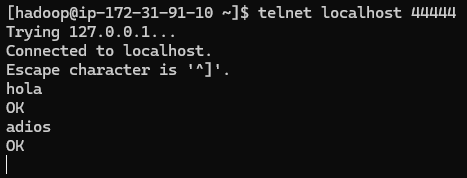 [hadoop@ip-172-31-91-10 ~]$ telnet localhost 44444
Trying 127.0.0.1...
Connected to localhost.
Escape character is '^]'.
hola
OK
adios
OK